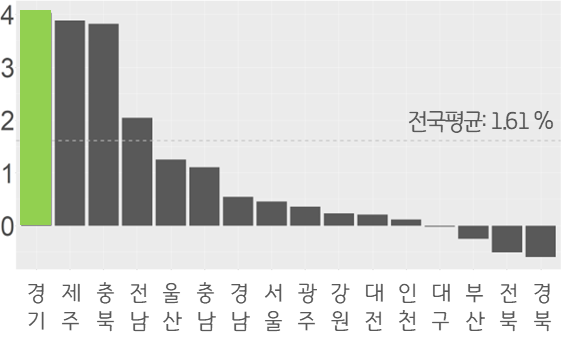 4
3
2
전국평균: 1.61 %
1
0
경 제 충 전 울 충 경 서 광 강 대 인 대 부 전 경
기 주 북 남 산 남 남 울 주 원 전 천 구 산 북 북